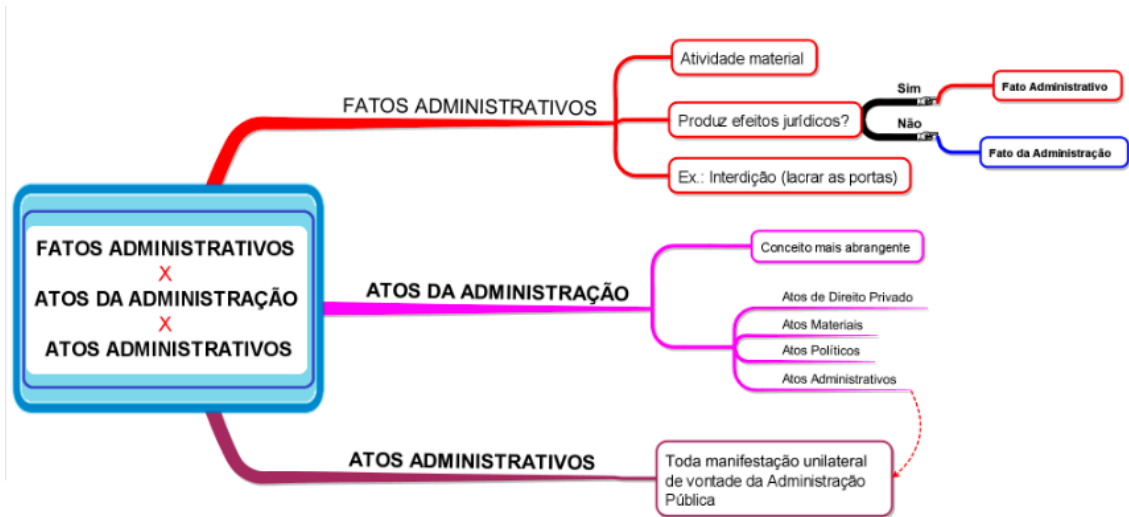 FATOS ADMINISTRATIVOS
X
ATOS DA ADMINISTRAÇÃO
X
ATOS ADMINISTRATIVOS
FATOS ADMINISTRATIVOS
Atividade material
Produz efeitos jurídicos?
Sim
Fato Administrativo
Não
Fato da Administração
Ex.: Interdição (lacrar as portas)
ATOS DA ADMINISTRAÇÃO
Conceito mais abrangente
Atos de Direito Privado
Atos Materiais
Atos Políticos
Atos Administrativos
ATOS ADMINISTRATIVOS
Toda manifestação unilateral
de vontade da Administração
Pública